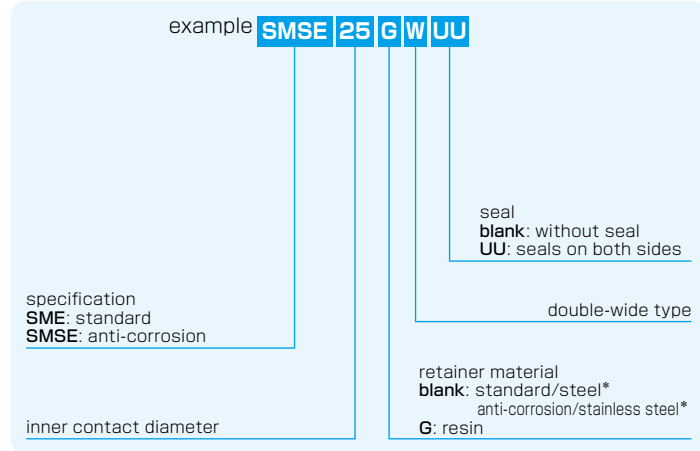 example SMSE 25 G W UU
seal
blank: without seal
UU: seals on both sides
specification
SME: standard
SMSE: anti-corrosion
double-wide type
retainer material
blank: standard/steel*
anti-corrosion/stainless steel*
G: resin
inner contact diameter